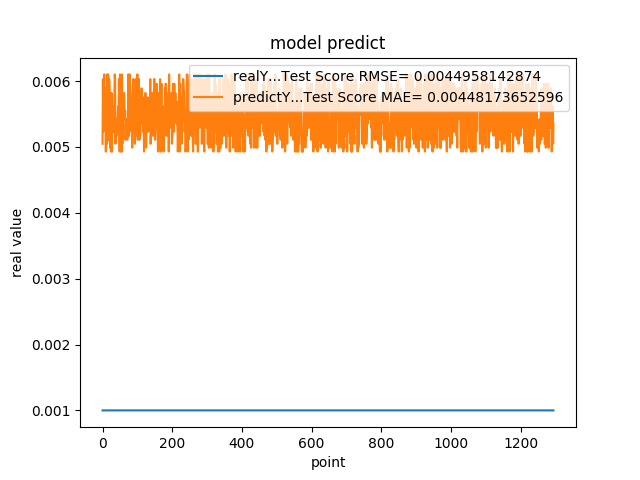 model predict
realY...Test Score RMSE= 0.0044958142874
predictY...Test Score MAE= 0.00448173652596
0.006
0.005
0.004
0.003
0.002
0.001
real value
0 200 400 600 800 1000 1200
point